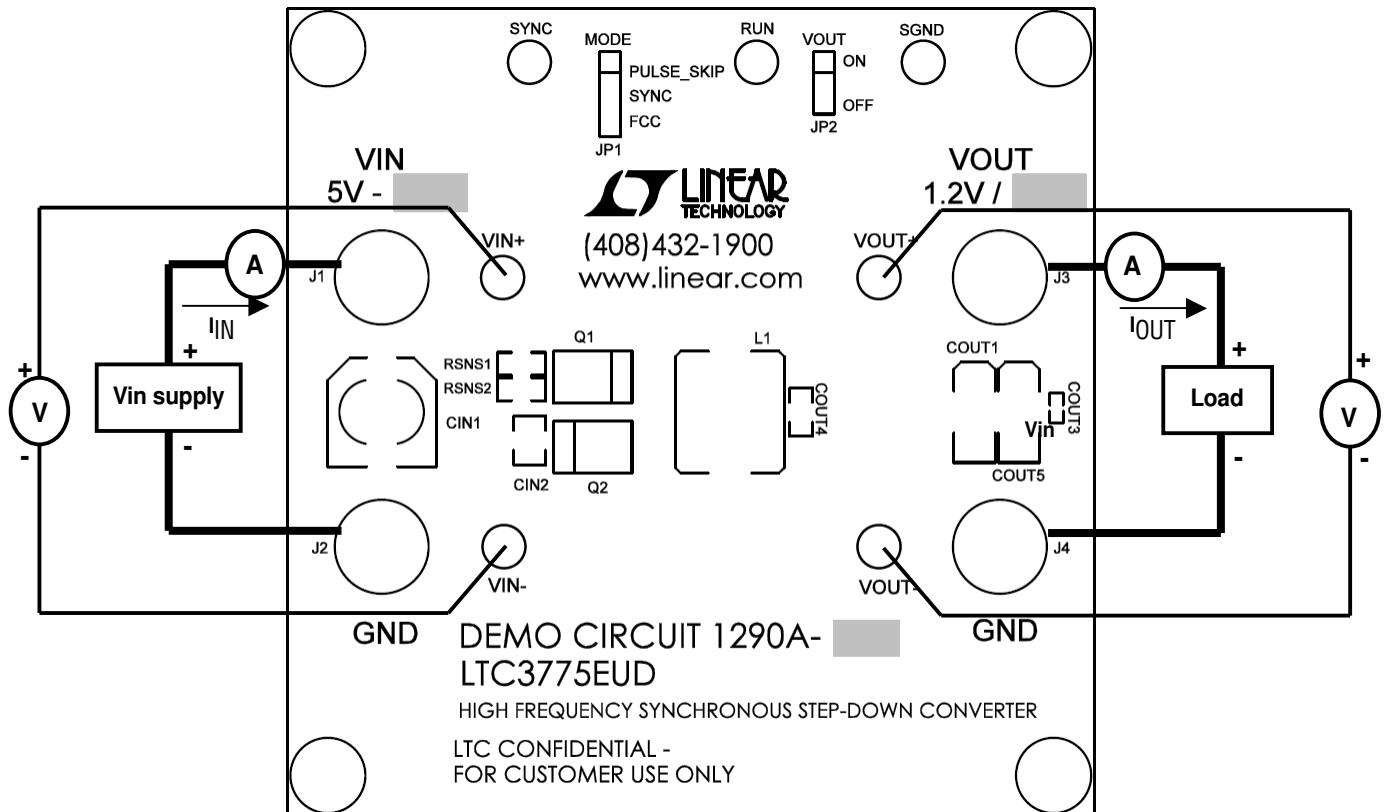 SYNC
MODE
PULSE_SKIP
SYNC
FCC
JP1
RUN
VOUT
ON
OFF
JP2
SGND
VIN
5V -
LINEAR
TECHNOLOGY
(408)432-1900
www.linear.com
VOUT
1.2V /
VIN+
VOUT+
A
J1
IIN
+
Vin supply
-
+
V
-
RSNS1
RSNS2
CIN1
CIN2
Q1
Q2
L1
COUT4
COUT1
COUT3
Vin
COUT5
J3
A
IOUT
+
Load
-
+
V
-
J2
VIN-
GND
VOUT-
J4
GND
DEMO CIRCUIT 1290A-
LTC3775EUD
HIGH FREQUENCY SYNCHRONOUS STEP-DOWN CONVERTER
LTC CONFIDENTIAL -
FOR CUSTOMER USE ONLY